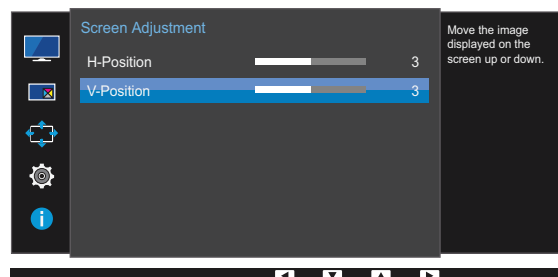 Screen Adjustment
H-Position 3
V-Position 3
Move the image
displayed on the
screen up or down.